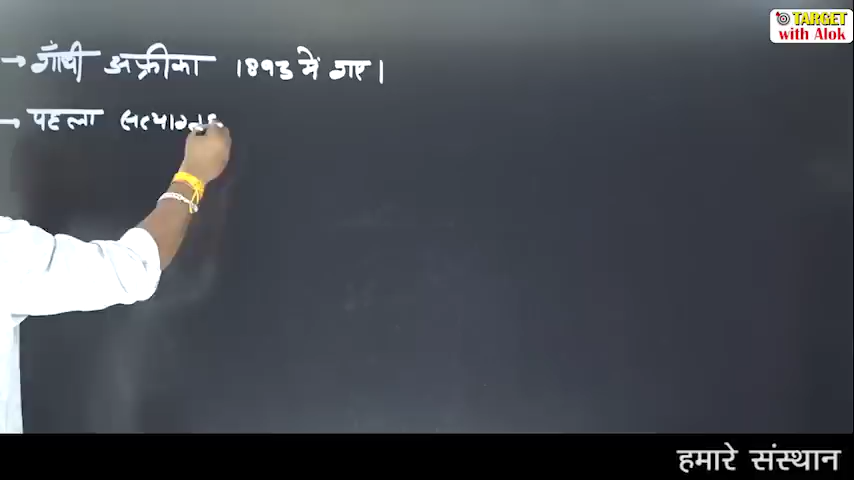 TARGET
with Alok
→ गाँधी अफ्रीका 1893 में गए।
→ पहला सत्याग्रह
हमारे संस्थान